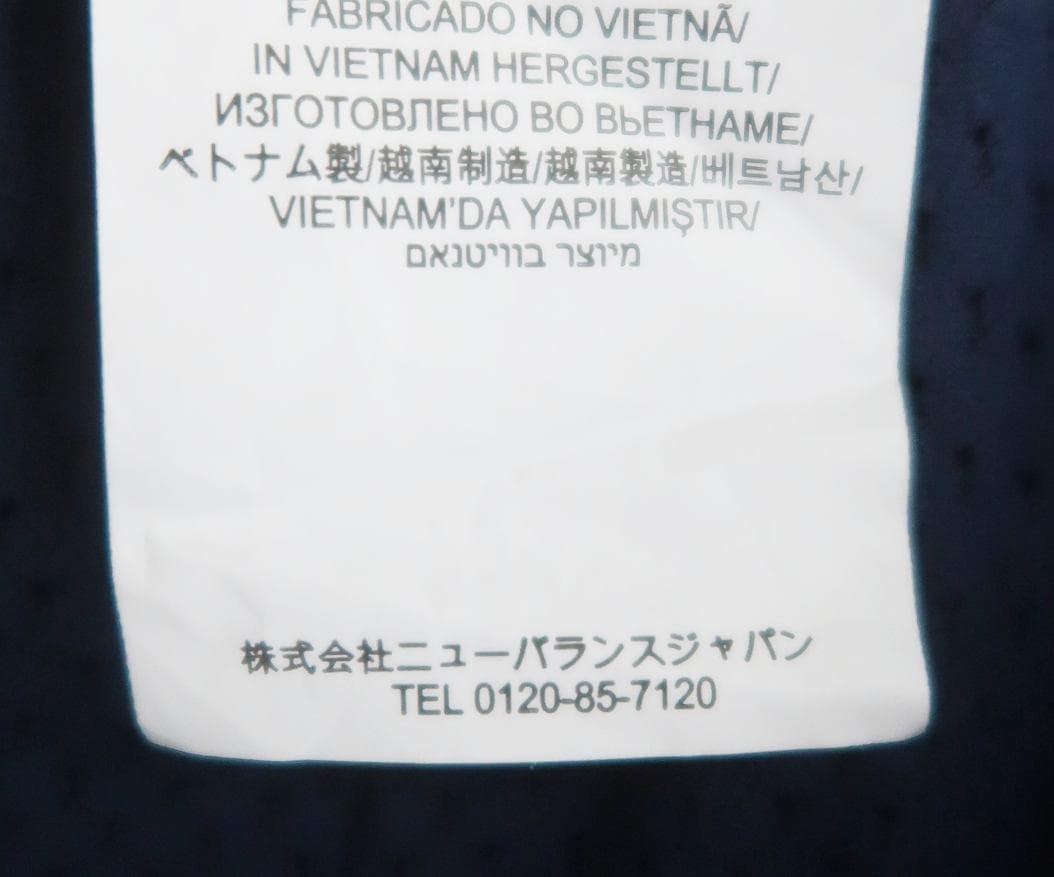 FABRICADO NO VIETNÃ/
IN VIETNAM HERGESTELLT/
ИЗГОТОВЛЕНО ВО ВЬЕТНАМЕ/
ベトナム製/越南制造/越南製造/베트남산/
VIETNAM'DA YAPILMIŞTIR/
מיוצר בוויטנאם
株式会社ニューバランスジャパン
TEL 0120-85-7120